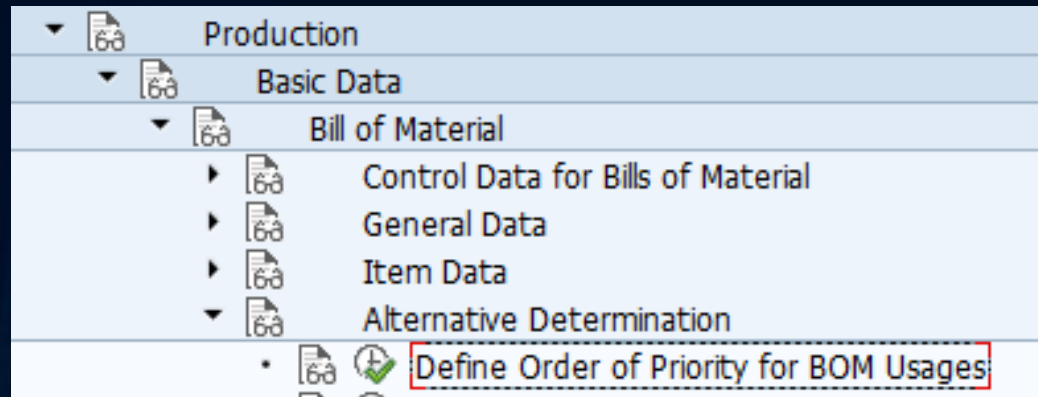 Production
Basic Data
Bill of Material
Control Data for Bills of Material
General Data
Item Data
Alternative Determination
Define Order of Priority for BOM Usages